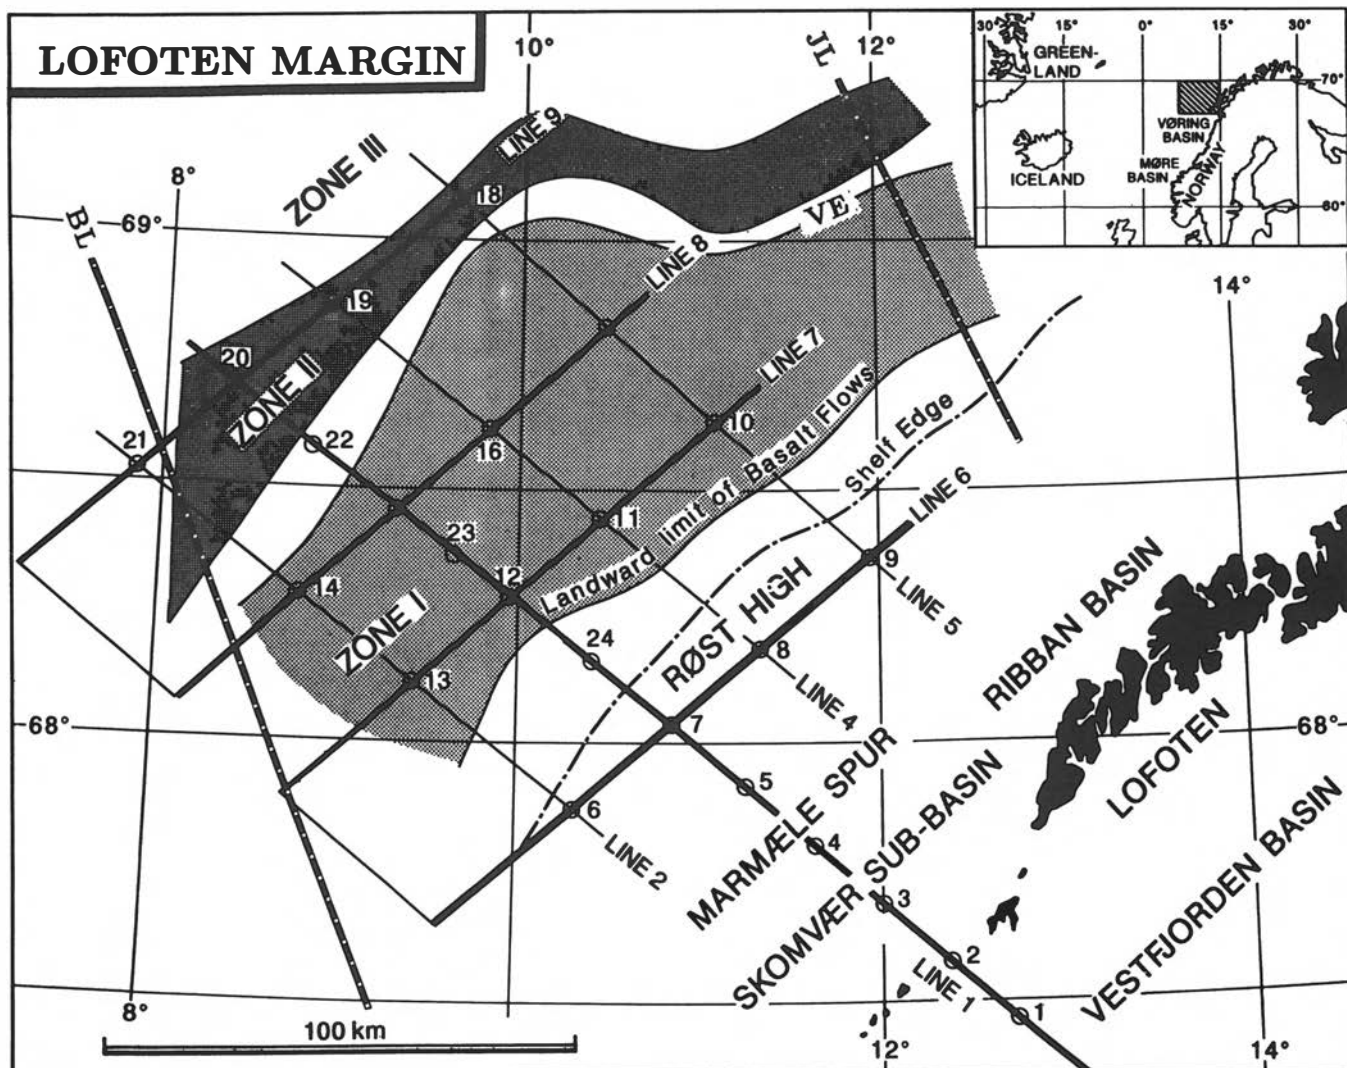 LOFOTEN MARGIN
10°
JL
12°
30°
15°
0°
15°
30°
GREEN-
LAND
70°
VØRING
BASIN
MØRE
BASIN
NORWAY
ICELAND
60°
8°
ZONE III
LINE 9
18
BL
69°
VE
LINE 8
14°
19
20
ZONE II
LINE 7
21
22
16
10
Landward limit of Basalt Flows
Shelf Edge
LINE 6
23
11
12
9
14
ZONE I
24
RØST HIGH
LINE 5
8
13
RIBBAN BASIN
LINE 4
68°
7
68°
MARMÆLE SPUR
LOFOTEN
5
6
4
LINE 2
SKOMVÆR SUB-BASIN
3
VESTFJORDEN BASIN
2
LINE 1
1
8°
100 km
12°
14°